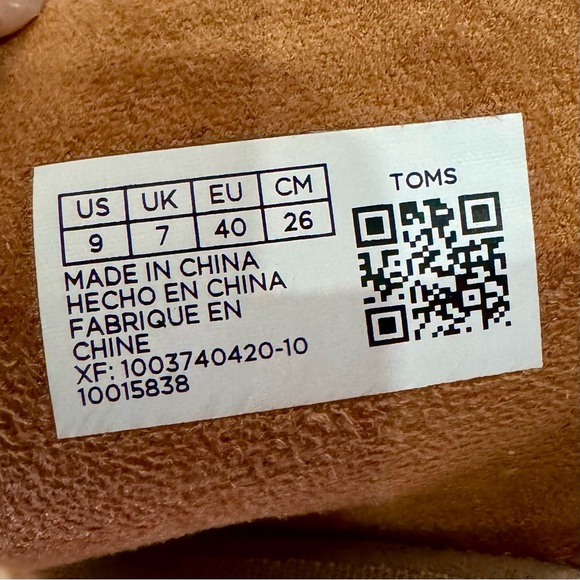 US UK EU CM
9 7 40 26
MADE IN CHINA
HECHO EN CHINA
FABRIQUE EN
CHINE
XF: 1003740420-10
10015838
TOMS